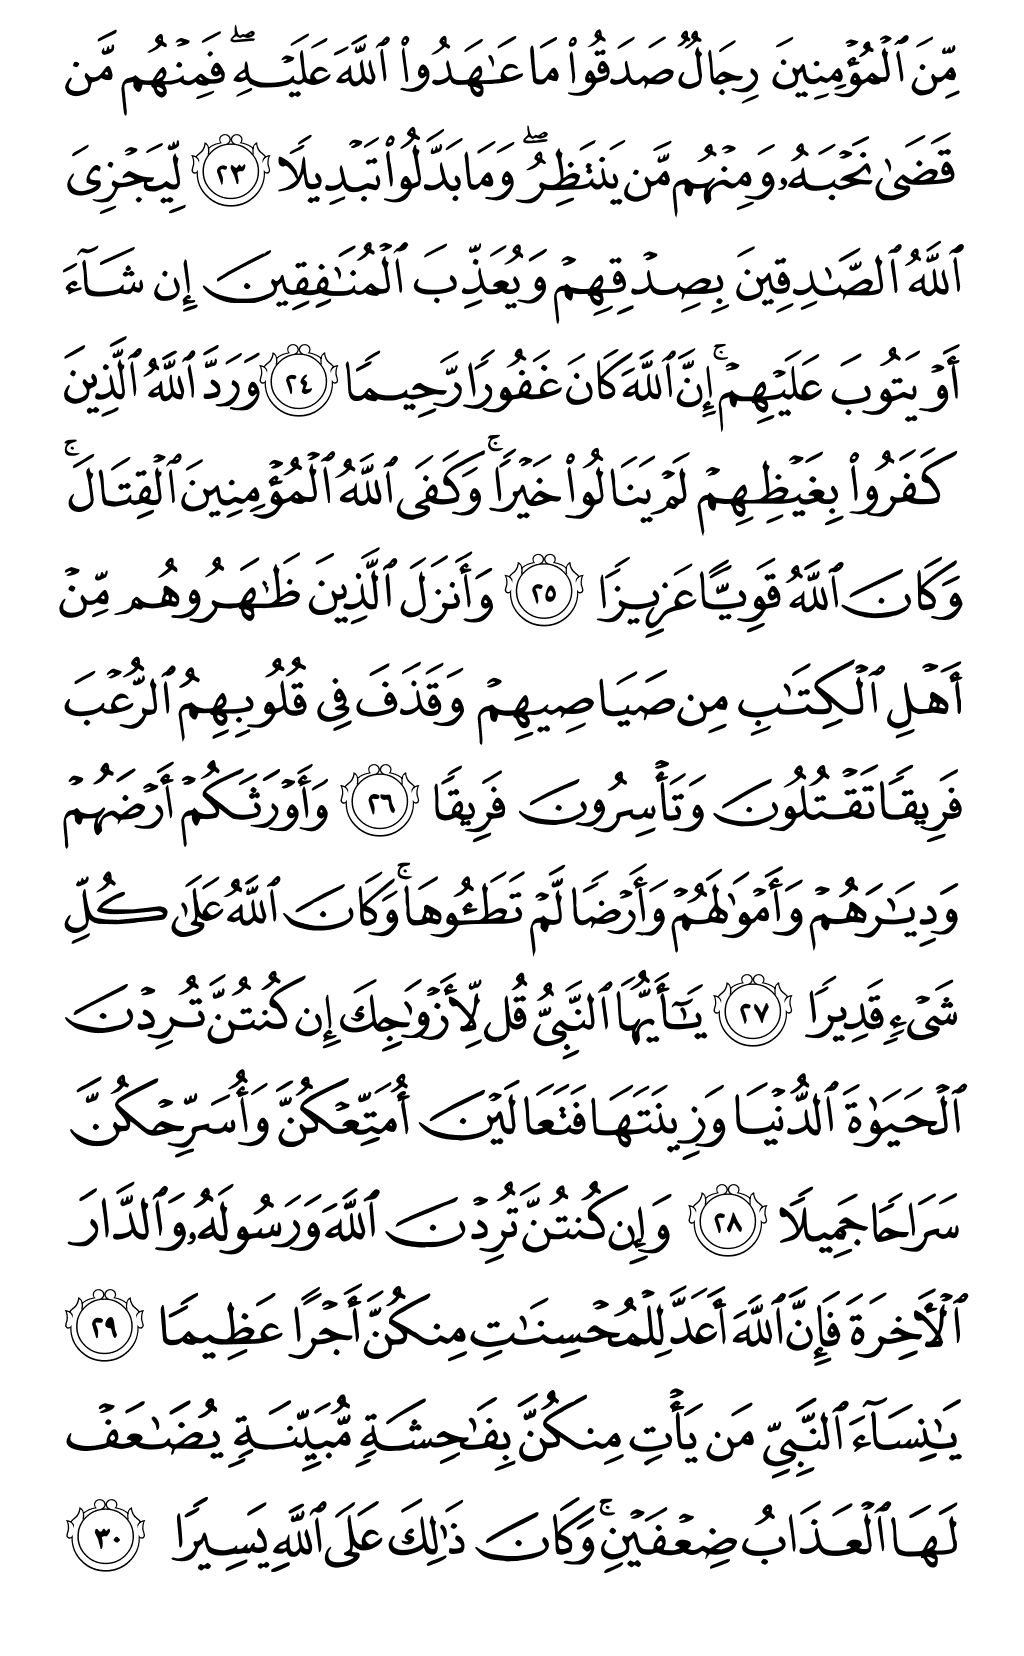 مِّنَ ٱلْمُؤْمِنِينَ رِجَالٌ صَدَقُوا۟ مَا عَـٰهَدُوا۟ ٱللَّهَ عَلَيْهِ ۖ فَمِنْهُم مَّن
قَضَىٰ نَحْبَهُۥ وَمِنْهُم مَّن يَنتَظِرُ ۖ وَمَا بَدَّلُوا۟ تَبْدِيلًا ٢٣ لِّيَجْزِىَ
ٱللَّهُ ٱلصَّـٰدِقِينَ بِصِدْقِهِمْ وَيُعَذِّبَ ٱلْمُنَـٰفِقِينَ إِن شَآءَ
أَوْ يَتُوبَ عَلَيْهِمْ ۚ إِنَّ ٱللَّهَ كَانَ غَفُورًا رَّحِيمًا ٢٤ وَرَدَّ ٱللَّهُ ٱلَّذِينَ
كَفَرُوا۟ بِغَيْظِهِمْ لَمْ يَنَالُوا۟ خَيْرًا ۚ وَكَفَى ٱللَّهُ ٱلْمُؤْمِنِينَ ٱلْقِتَالَ ۚ
وَكَانَ ٱللَّهُ قَوِيًّا عَزِيزًا ٢٥ وَأَنزَلَ ٱلَّذِينَ ظَـٰهَرُوهُم مِّنْ
أَهْلِ ٱلْكِتَـٰبِ مِن صَيَاصِيهِمْ وَقَذَفَ فِى قُلُوبِهِمُ ٱلرُّعْبَ
فَرِيقًا تَقْتُلُونَ وَتَأْسِرُونَ فَرِيقًا ٢٦ وَأَوْرَثَكُمْ أَرْضَهُمْ
وَدِيَـٰرَهُمْ وَأَمْوَٰلَهُمْ وَأَرْضًا لَّمْ تَطَـُٔوهَا ۚ وَكَانَ ٱللَّهُ عَلَىٰ كُلِّ
شَىْءٍ قَدِيرًا ٢٧ يَـٰٓأَيُّهَا ٱلنَّبِىُّ قُل لِّأَزْوَٰجِكَ إِن كُنتُنَّ تُرِدْنَ
ٱلْحَيَوٰةَ ٱلدُّنْيَا وَزِينَتَهَا فَتَعَالَيْنَ أُمَتِّعْكُنَّ وَأُسَرِّحْكُنَّ
سَرَاحًا جَمِيلًا ٢٨ وَإِن كُنتُنَّ تُرِدْنَ ٱللَّهَ وَرَسُولَهُۥ وَٱلدَّارَ
ٱلْـَٔاخِرَةَ فَإِنَّ ٱللَّهَ أَعَدَّ لِلْمُحْسِنَـٰتِ مِنكُنَّ أَجْرًا عَظِيمًا ٢٩
يَـٰنِسَآءَ ٱلنَّبِىِّ مَن يَأْتِ مِنكُنَّ بِفَـٰحِشَةٍ مُّبَيِّنَةٍ يُضَـٰعَفْ
لَهَا ٱلْعَذَابُ ضِعْفَيْنِ ۚ وَكَانَ ذَٰلِكَ عَلَى ٱللَّهِ يَسِيرًا ٣٠